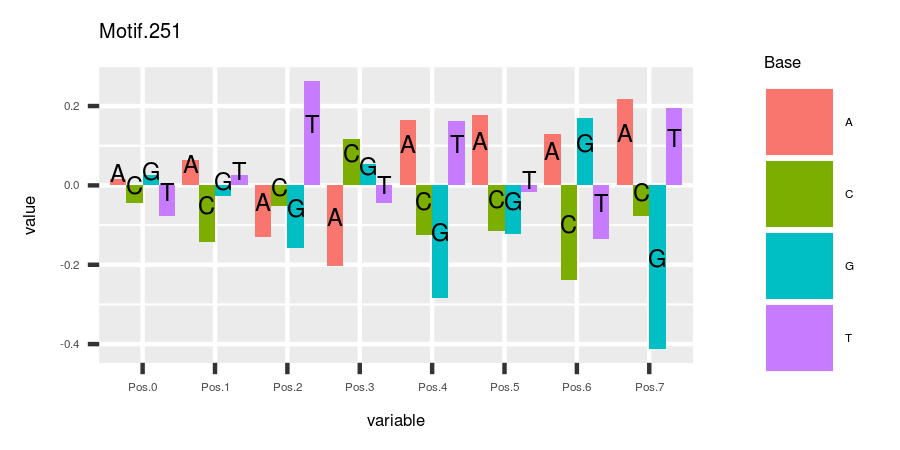 Motif.251
Base
0.2
0.0
-0.2
-0.4
value
A C G T A C G T A C G T A C G T A C G T A C G T A C G T A C G T
Pos.0 Pos.1 Pos.2 Pos.3 Pos.4 Pos.5 Pos.6 Pos.7
variable
A
C
G
T